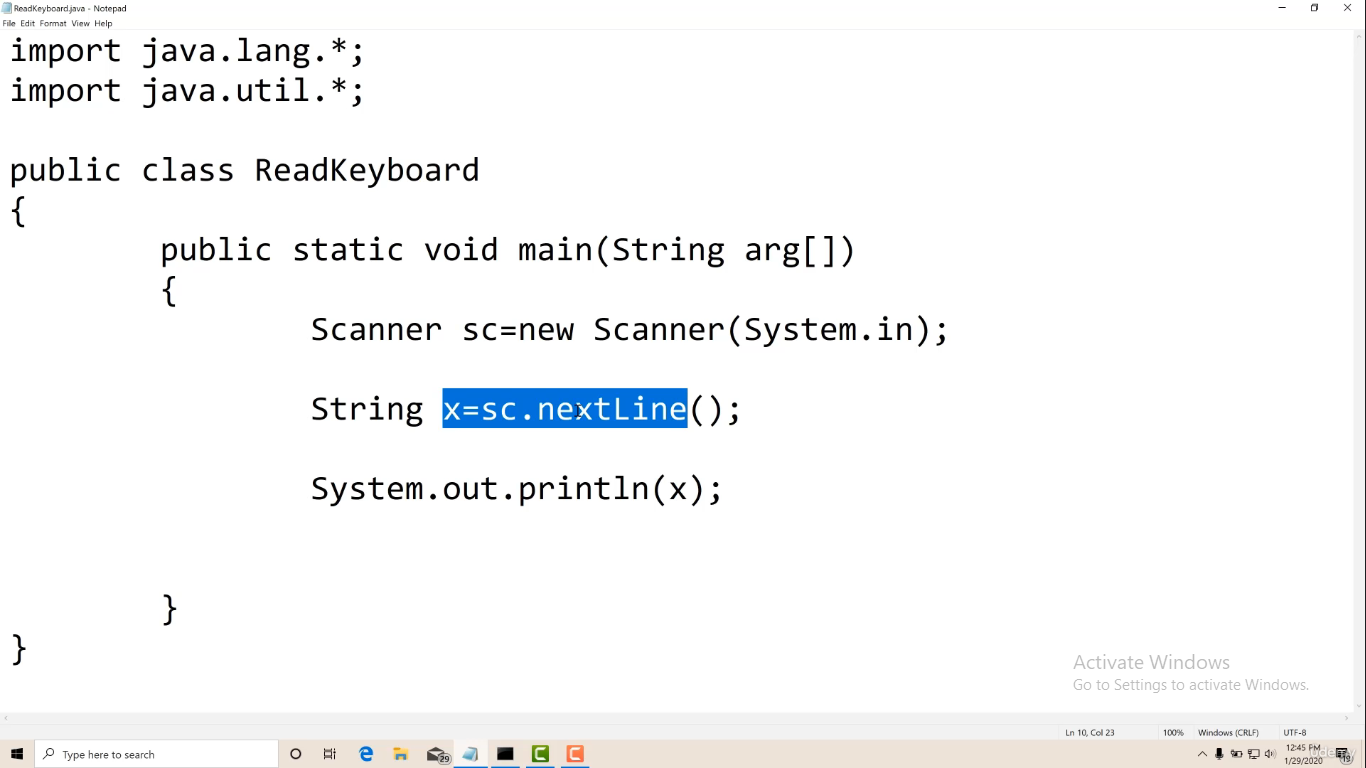 ReadKeyboard.java - Notepad
File Edit Format View Help
import java.lang.*;
import java.util.*;
public class ReadKeyboard
{
public static void main(String arg[])
{
Scanner sc=new Scanner(System.in);
String x=sc.nextLine();
System.out.println(x);
}
}
Activate Windows
Go to Settings to activate Windows.
Ln 10, Col 23
100%
Windows (CRLF)
UTF-8
Type here to search
29
12:45 PM
1/29/2020
19
udemy